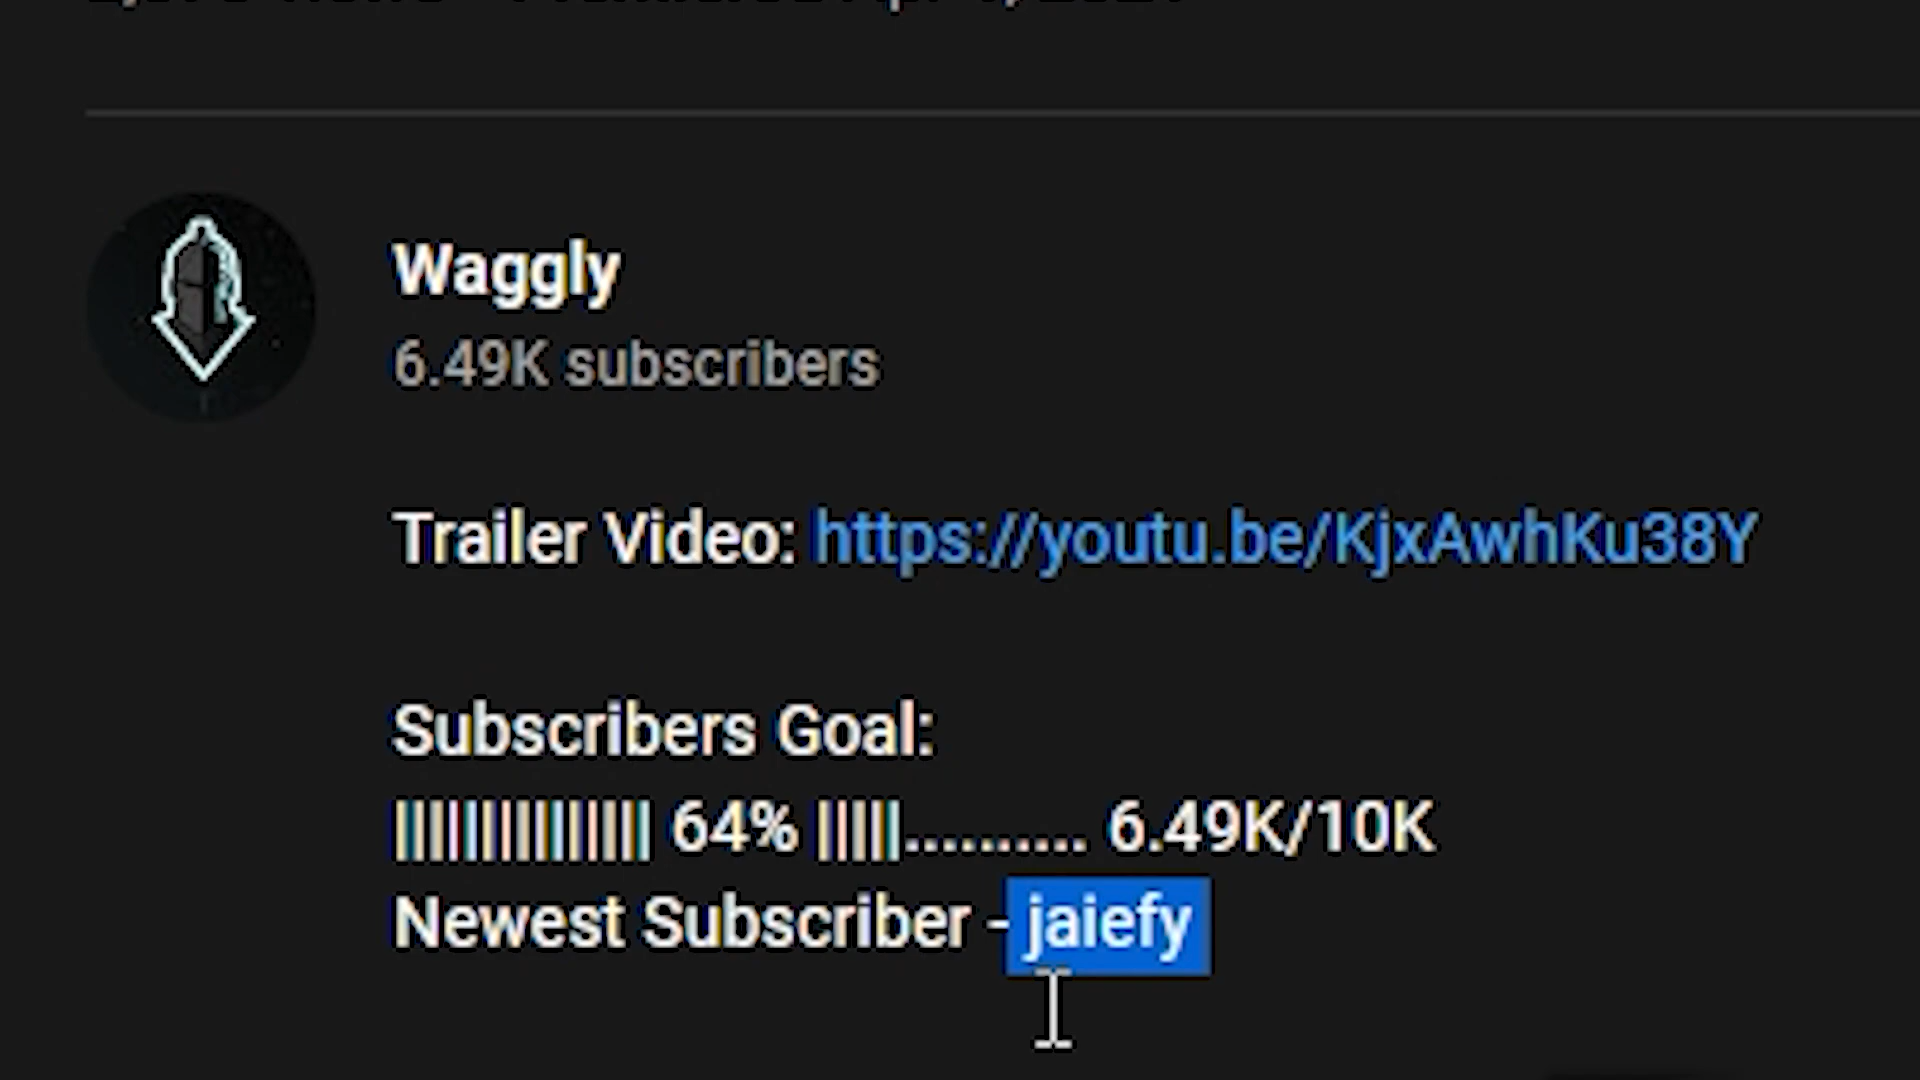 Waggly
6.49K subscribers
Trailer Video: https://youtu.be/KjxAwhKu38Y
Subscribers Goal:
||||||||||||||| 64% |||||.......... 6.49K/10K
Newest Subscriber - jaiefy